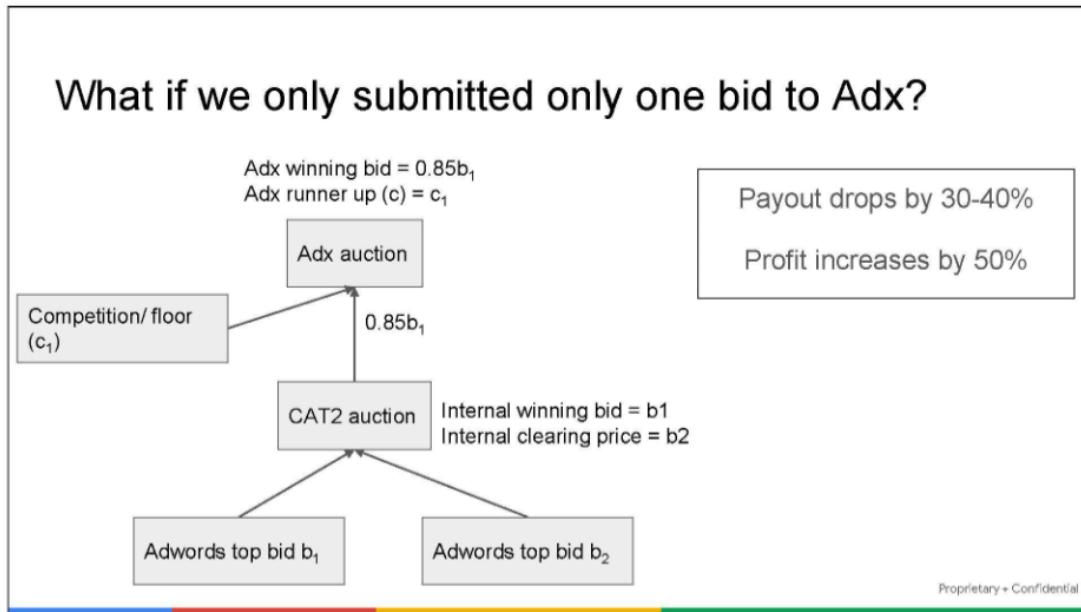 What if we only submitted only one bid to Adx?
Adx winning bid = 0.85b₁
Adx runner up (c) = c₁
Payout drops by 30-40%
Profit increases by 50%
Adx auction
Competition/ floor
(c₁)
0.85b₁
CAT2 auction
Internal winning bid = b1
Internal clearing price = b2
Adwords top bid b₁
Adwords top bid b₂
Proprietary + Confidential